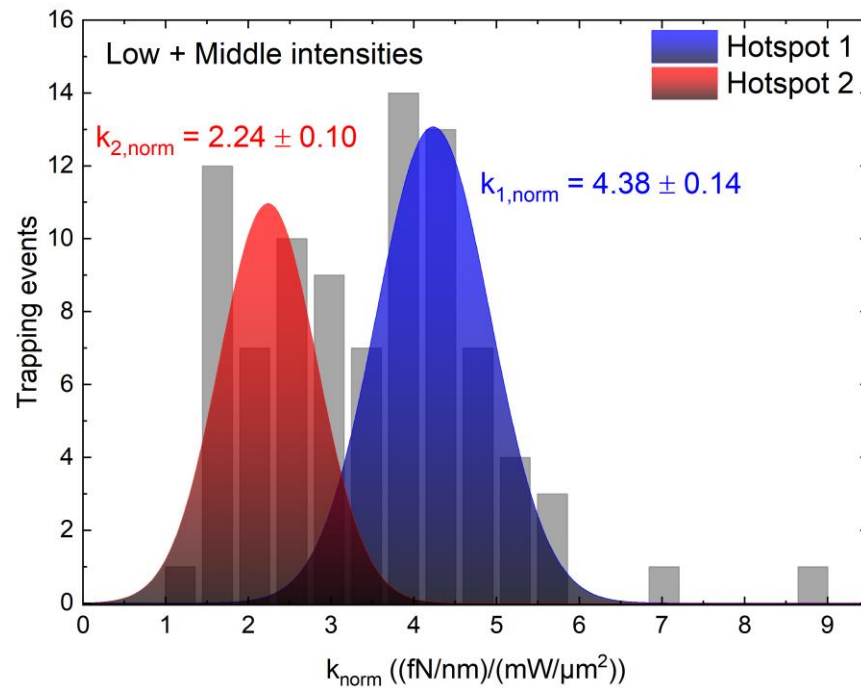 Low + Middle intensities
Hotspot 1
Hotspot 2
k2,norm = 2.24 ± 0.10
k1,norm = 4.38 ± 0.14
Trapping events
16
14
12
10
8
6
4
2
0
0 1 2 3 4 5 6 7 8 9
knorm ((fN/nm)/(mW/μm²))